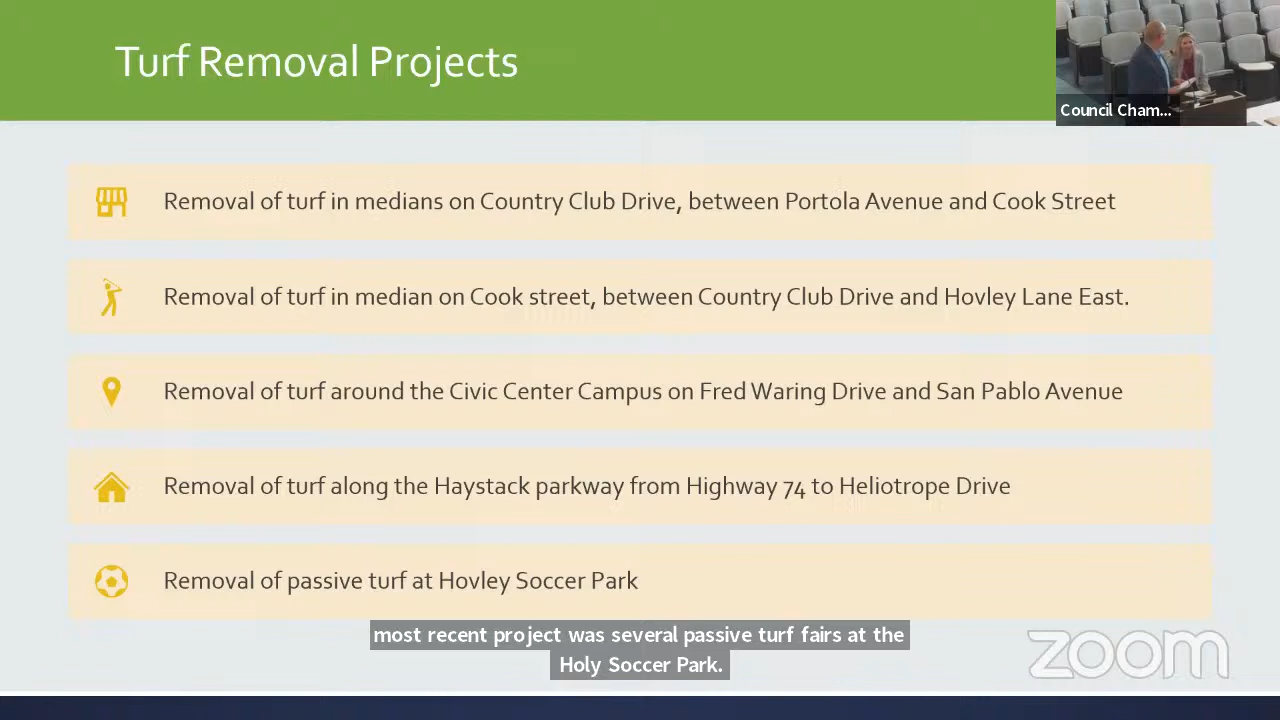 Turf Removal Projects
Council Cham...
Removal of turf in medians on Country Club Drive, between Portola Avenue and Cook Street
Removal of turf in median on Cook street, between Country Club Drive and Hovley Lane East.
Removal of turf around the Civic Center Campus on Fred Waring Drive and San Pablo Avenue
Removal of turf along the Haystack parkway from Highway 74 to Heliotrope Drive
Removal of passive turf at Hovley Soccer Park
most recent project was several passive turf fairs at the
Holy Soccer Park.
zoom